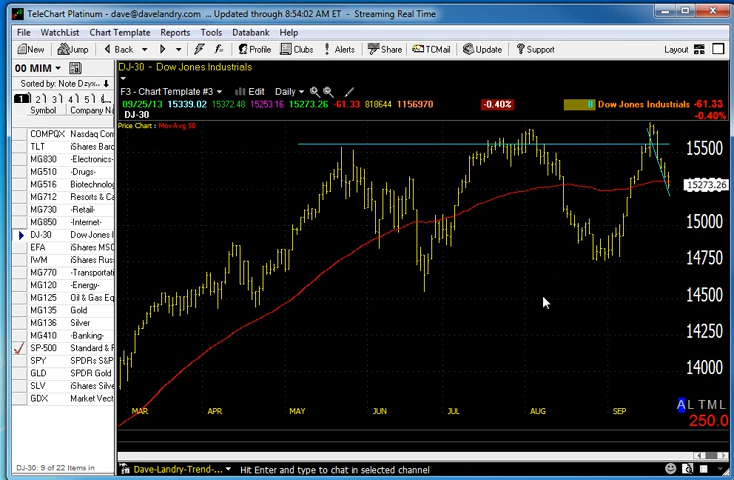 TeleChart Platinum - dave@davelandry.com ... Updated through 8:54:02 AM ET - Streaming Real Time
File WatchList Chart Template Reports Tools Databank Help
New Jump Back Profile Clubs Alerts Share TCMail Update Support Layout
00 MIM
Sorted by: Note Dzyx...
1 2 3 4 5
Symbol Company Na
COMPQX Nasdaq Com
TLT iShares Barc
MG830 -Electronics-
MG510 -Drugs-
MG516 Biotechnolog
MG712 Resorts & Ca
MG730 -Retail-
MG850 -Internet-
DJ-30 Dow Jones I
EFA iShares MSC
IWM iShares Rus
MG770 -Transportati
MG120 -Energy-
MG125 Oil & Gas Eq
MG135 Gold
MG136 Silver
MG410 -Banking-
SP-500 Standard & F
SPY SPDRs S&P
GLD SPDR Gold
SLV iShares Silve
GDX Market Vect
DJ-30: 9 of 22 Items in
DJ-30 - Dow Jones Industrials
F3 - Chart Template #3 Edit Daily
09/25/13 15339.02 15372.48 15253.16 15273.26 -61.33 818644 1156970 -0.40% 8 Dow Jones Industrials -61.33
-0.40%
DJ-30
Price Chart : MovAvg 50
15500
15273.26
15000
14750
14500
14250
14000
MAR APR MAY JUN JUL AUG SEP
A L T M L
250.0
Dave-Landry-Trend-... Hit Enter and type to chat in selected channel